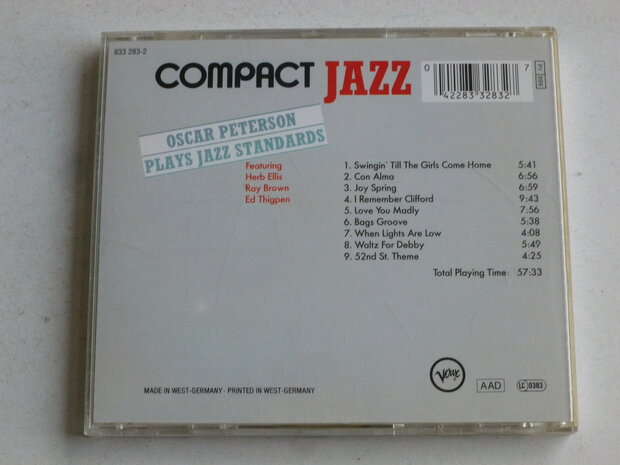 833 283-2
COMPACT JAZZ
0 42283 32832 7
PY 899
OSCAR PETERSON
PLAYS JAZZ STANDARDS
Featuring
Herb Ellis
Ray Brown
Ed Thigpen
1. Swingin' Till The Girls Come Home 5:41
2. Con Alma 6:56
3. Joy Spring 6:59
4. I Remember Clifford 9:43
5. Love You Madly 7:56
6. Bags Groove 5:38
7. When Lights Are Low 4:08
8. Waltz For Debby 5:49
9. 52nd St. Theme 4:25
Total Playing Time: 57:33
Verve
AAD
LC 0383
MADE IN WEST-GERMANY · PRINTED IN WEST-GERMANY